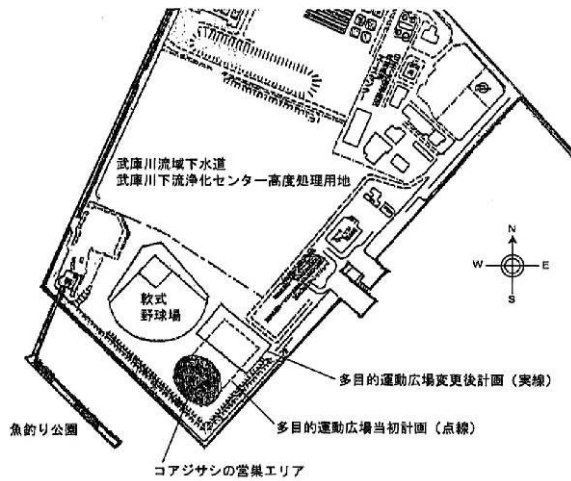 武庫川流域下水道
武庫川下流浄化センター高度処理用地
N
W
E
S
軟式
野球場
多目的運動広場変更後計画（実線）
魚釣り公園
多目的運動広場当初計画（点線）
コアジサシの営巣エリア